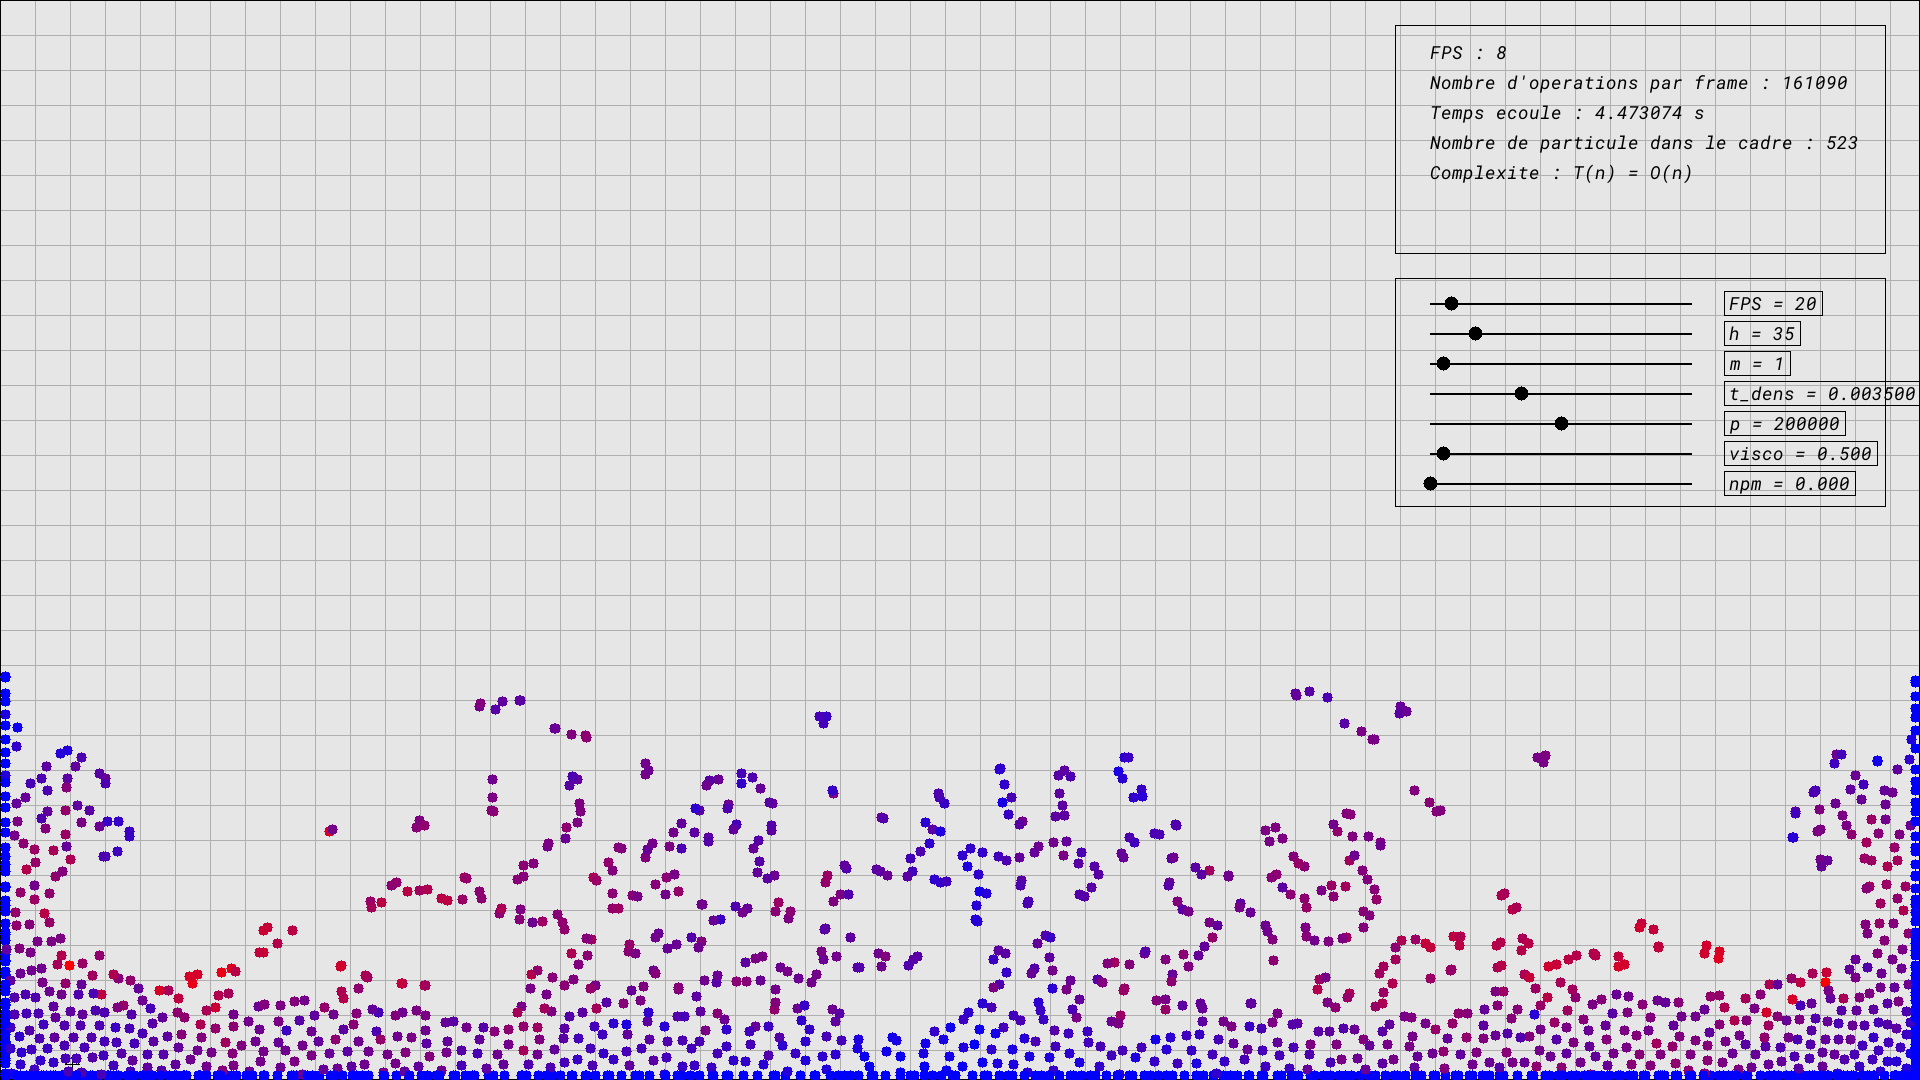 FPS : 8
Nombre d'operations par frame : 161090
Temps ecoule : 4.473074 s
Nombre de particule dans le cadre : 523
Complexite : T(n) = O(n)
FPS = 20
h = 35
m = 1
t_dens = 0.003500
p = 200000
visco = 0.500
npm = 0.000